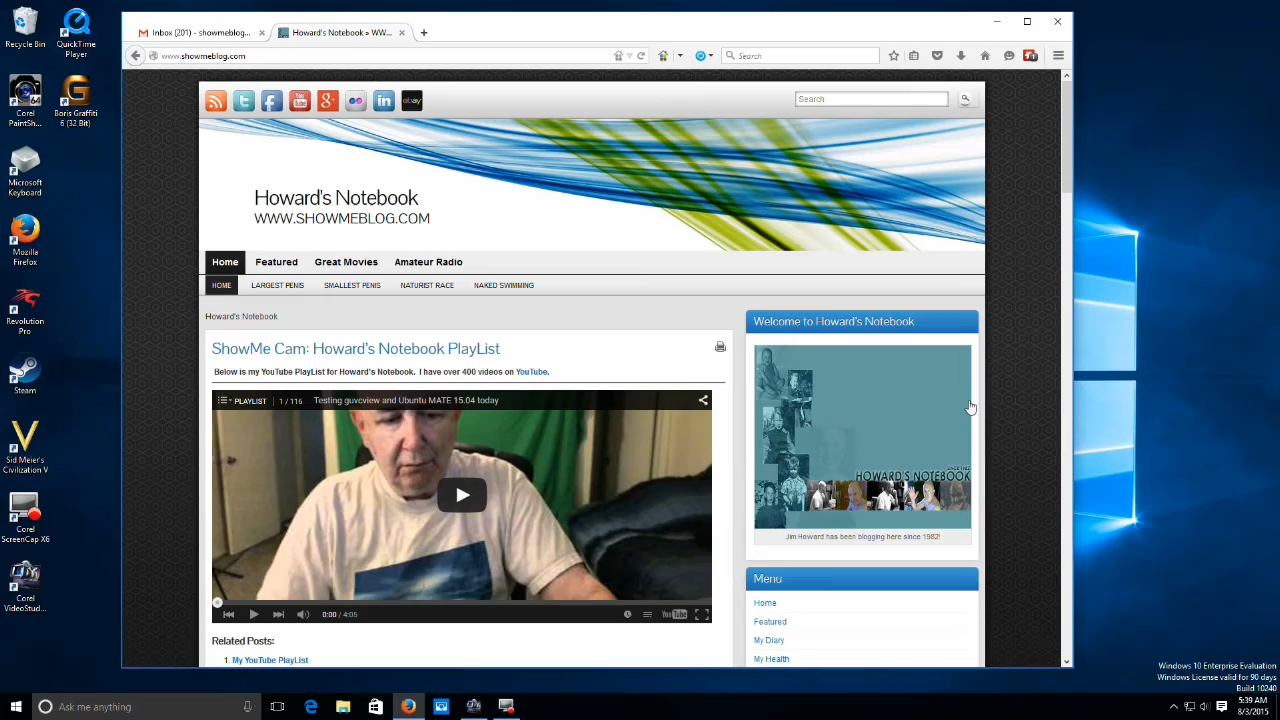 Recycle Bin
QuickTime Player
Corel PaintSh...
Boris Graffiti 6 (32 Bit)
Microsoft Keyboard
Mozilla Firefox
Revolution Pro
Steam
Sid Meier's Civilization V
Corel ScreenCap X6
Corel VideoStud...
Inbox (201) - showmeblog...
Howard's Notebook » WW...
www.showmeblog.com
Search
Search
Howard's Notebook
WWW.SHOWMEBLOG.COM
Home Featured Great Movies Amateur Radio
HOME LARGEST PENIS SMALLEST PENIS NATURIST RACE NAKED SWIMMING
Howard's Notebook
ShowMe Cam: Howard's Notebook PlayList
Below is my YouTube PlayList for Howard's Notebook. I have over 400 videos on YouTube.
PLAYLIST 1 / 116 Testing guvcview and Ubuntu MATE 15.04 today
0:00 / 4:05
YouTube
Related Posts:
1. My YouTube PlayList
Welcome to Howard's Notebook
HOWARD'S NOTEBOOK
Jim Howard has been blogging here since 1982!
Menu
Home
Featured
My Diary
My Health
Windows 10 Enterprise Evaluation
Windows License valid for 90 days
Build 10240
Ask me anything
5:39 AM
8/3/2015